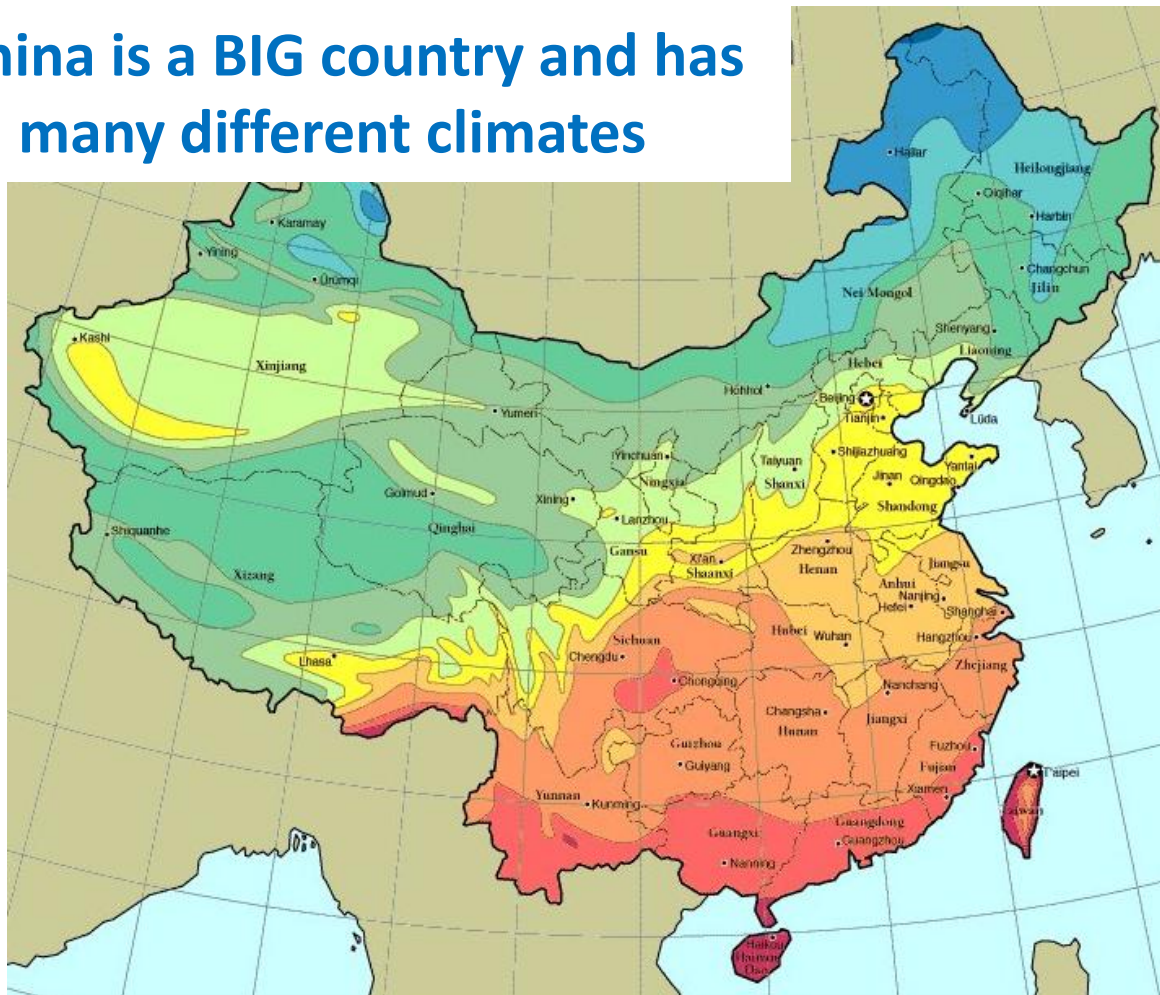 hina is a BIG country and has
many different climates
Hailar
Heilongjiang
Qiqihar
Harbin
Karamay
Yining
Ürümqi
Changchun
Jilin
Nei Mongol
Shenyang
Liaoning
Kashi
Xinjiang
Hebei
Hohhot
Beijing
Yumen
Tianjin
Lüda
Yinchuan
Taiyuan
Shijiazhuang
Yantai
Ningxia
Shanxi
Jinan
Qingdao
Golmud
Xining
Lanzhou
Shandong
Shiquanhe
Qinghai
Gansu
Xi'an
Zhengzhou
Xizang
Shaanxi
Henan
Jiangsu
Anhui
Nanjing
Hefei
Shanghai
Sichuan
Hubei
Wuhan
Hangzhou
Lhasa
Chengdu
Zhejiang
Chongqing
Nanchang
Changsha
Hunan
Jiangxi
Guizhou
Fuzhou
Guiyang
Fujian
T'aipei
Yunnan
Kunming
Xiamen
Guangxi
Guangdong
Guangzhou
Nanning
Haikou
Dao